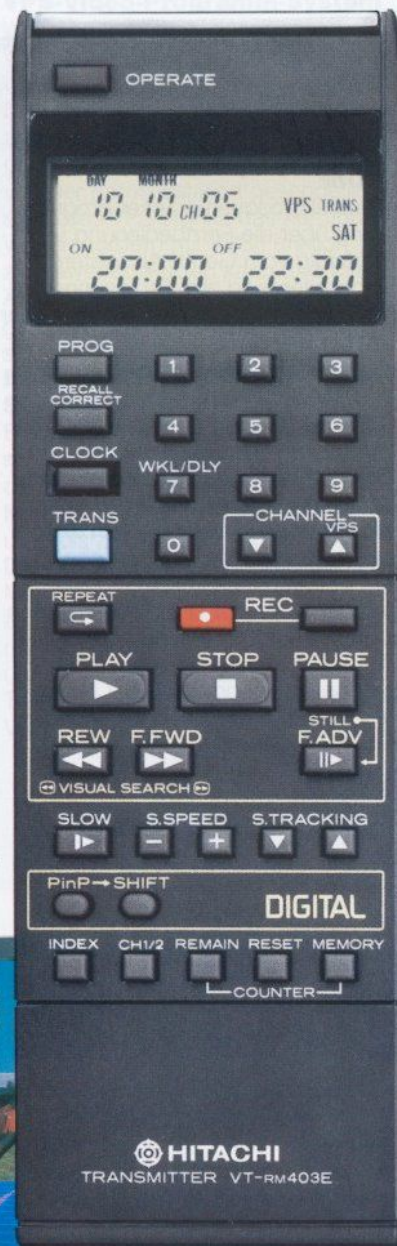 OPERATE
DAY MONTH
10 10 CH 05 VPS TRANS
SAT
ON OFF
20:00 22:30
PROG
1 2 3
RECALL
CORRECT
4 5 6
CLOCK
WKL/DLY
7 8 9
TRANS
CHANNEL
VPS
0
REPEAT
REC
PLAY STOP PAUSE
STILL
REW F.FWD F.ADV
VISUAL SEARCH
SLOW S.SPEED S.TRACKING
- +
PinP→SHIFT
DIGITAL
INDEX CH1/2 REMAIN RESET MEMORY
COUNTER
HITACHI
TRANSMITTER VT-RM403E